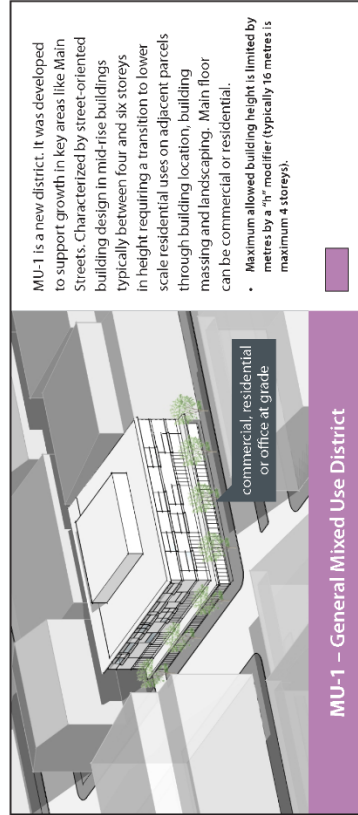 MU-1 is a new district. It was developed
to support growth in key areas like Main
Streets. Characterized by street-oriented
building design in mid-rise buildings
typically between four and six storeys
in height requiring a transition to lower
scale residential uses on adjacent parcels
through building location, building
massing and landscaping. Main floor
can be commercial or residential.
• Maximum allowed building height is limited by
metres by a "h" modifier (typically 16 metres is
maximum 4 storeys).
commercial, residential
or office at grade
MU-1 – General Mixed Use District